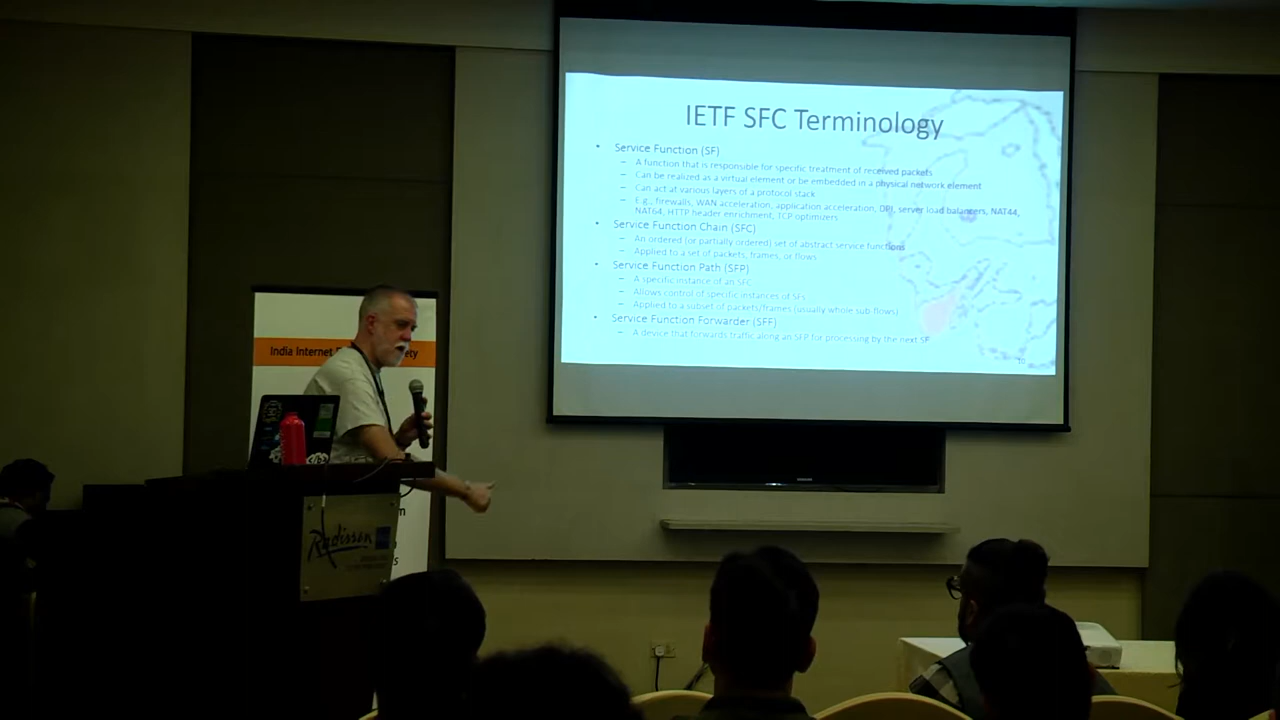 IETF SFC Terminology
• Service Function (SF)
– A function that is responsible for specific treatment of received packets
– Can be realized as a virtual element or be embedded in a physical network element
– Can act at various layers of a protocol stack
– E.g., firewalls, WAN acceleration, application acceleration, DPI, server load balancers, NAT44,
NAT64, HTTP header enrichment, TCP optimizers
• Service Function Chain (SFC)
– An ordered (or partially ordered) set of abstract service functions
– Applied to a set of packets, frames, or flows
• Service Function Path (SFP)
– A specific instance of an SFC
– Allows control of specific instances of SFs
– Applied to a subset of packets/frames (usually whole sub flows)
• Service Function Forwarder (SFF)
– A device that forwards traffic along an SFP for processing by the next SF
10
India Internet
Radisson